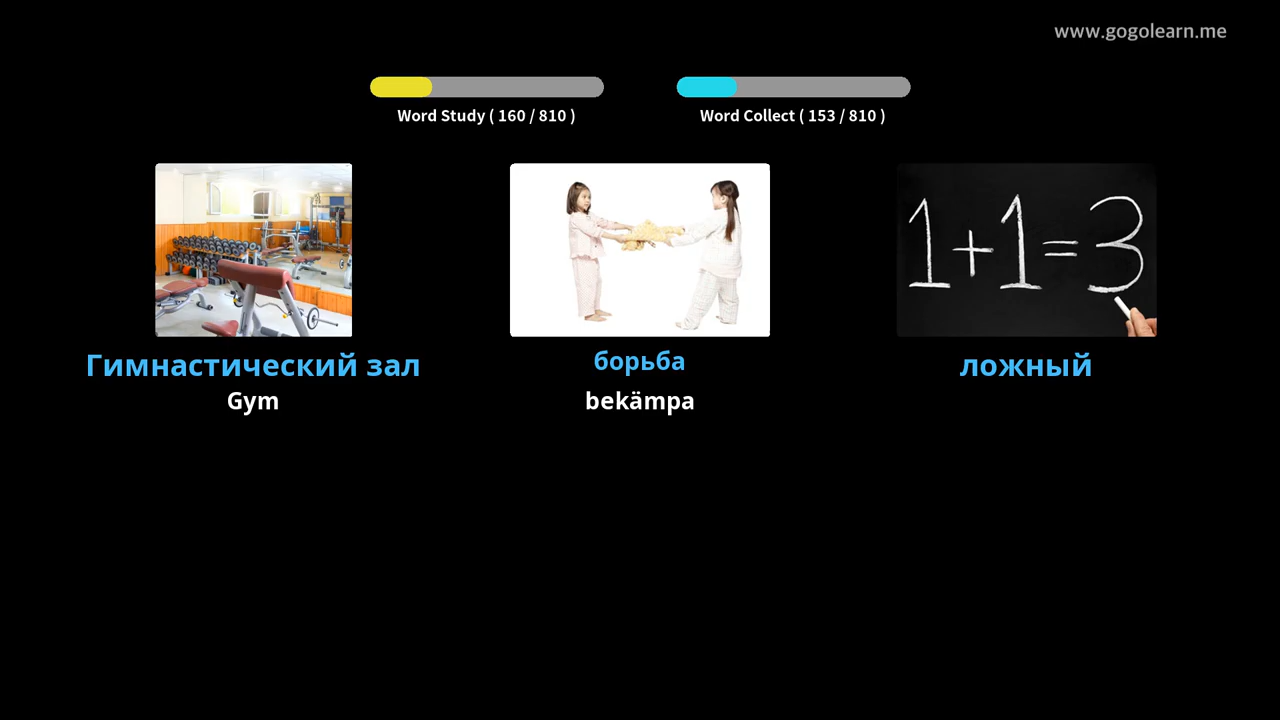 www.gogolearn.me
Word Study ( 160 / 810 )
Word Collect ( 153 / 810 )
1+1=3
Гимнастический зал
Gym
борьба
bekämpa
ложный